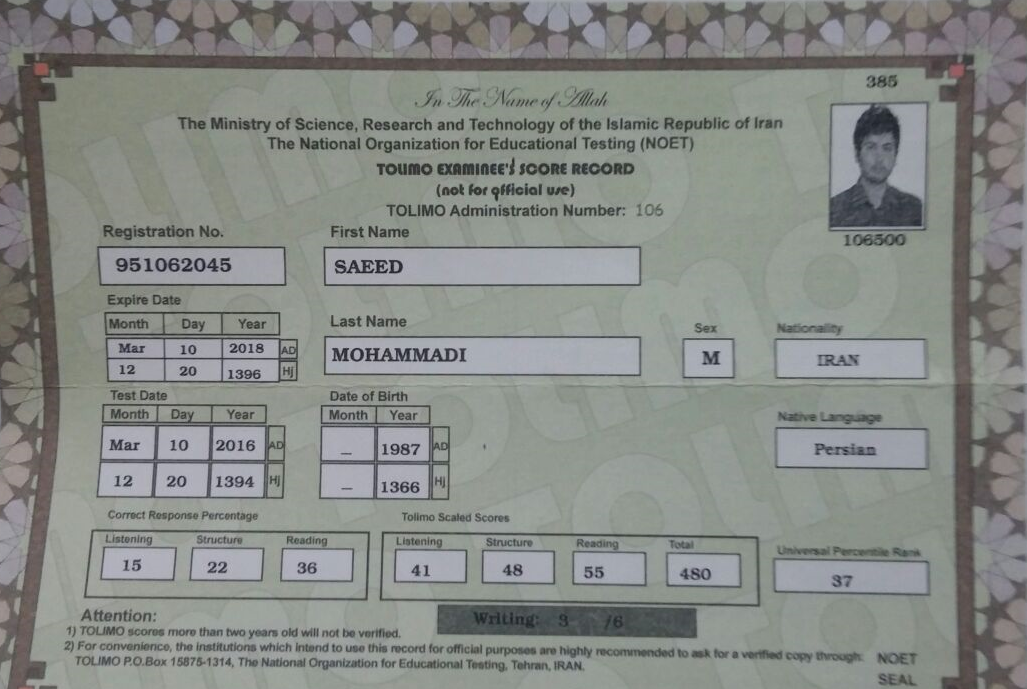 385
In The Name of Allah
The Ministry of Science, Research and Technology of the Islamic Republic of Iran
The National Organization for Educational Testing (NOET)
TOLIMO EXAMINEE'S SCORE RECORD
(not for official use)
TOLIMO Administration Number: 106
106500
Registration No. First Name
951062045 SAEED
Expire Date
Month Day Year
Mar 10 2018 AD
12 20 1396 Hj
Last Name Sex Nationality
MOHAMMADI M IRAN
Test Date Date of Birth
Month Day Year Month Year
Mar 10 2016 AD _ 1987 AD
12 20 1394 Hj – 1366 Hj
Native Language
Persian
Correct Response Percentage Tolimo Scaled Scores
Listening Structure Reading Listening Structure Reading Total Universal Percentile Rank
15 22 36 41 48 55 480 37
Attention: Writing: 3 /6
1) TOLIMO scores more than two years old will not be verified.
2) For convenience, the institutions which intend to use this record for official purposes are highly recommended to ask for a verified copy through: NOET
TOLIMO P.O.Box 15875-1314, The National Organization for Educational Testing, Tehran, IRAN.
SEAL